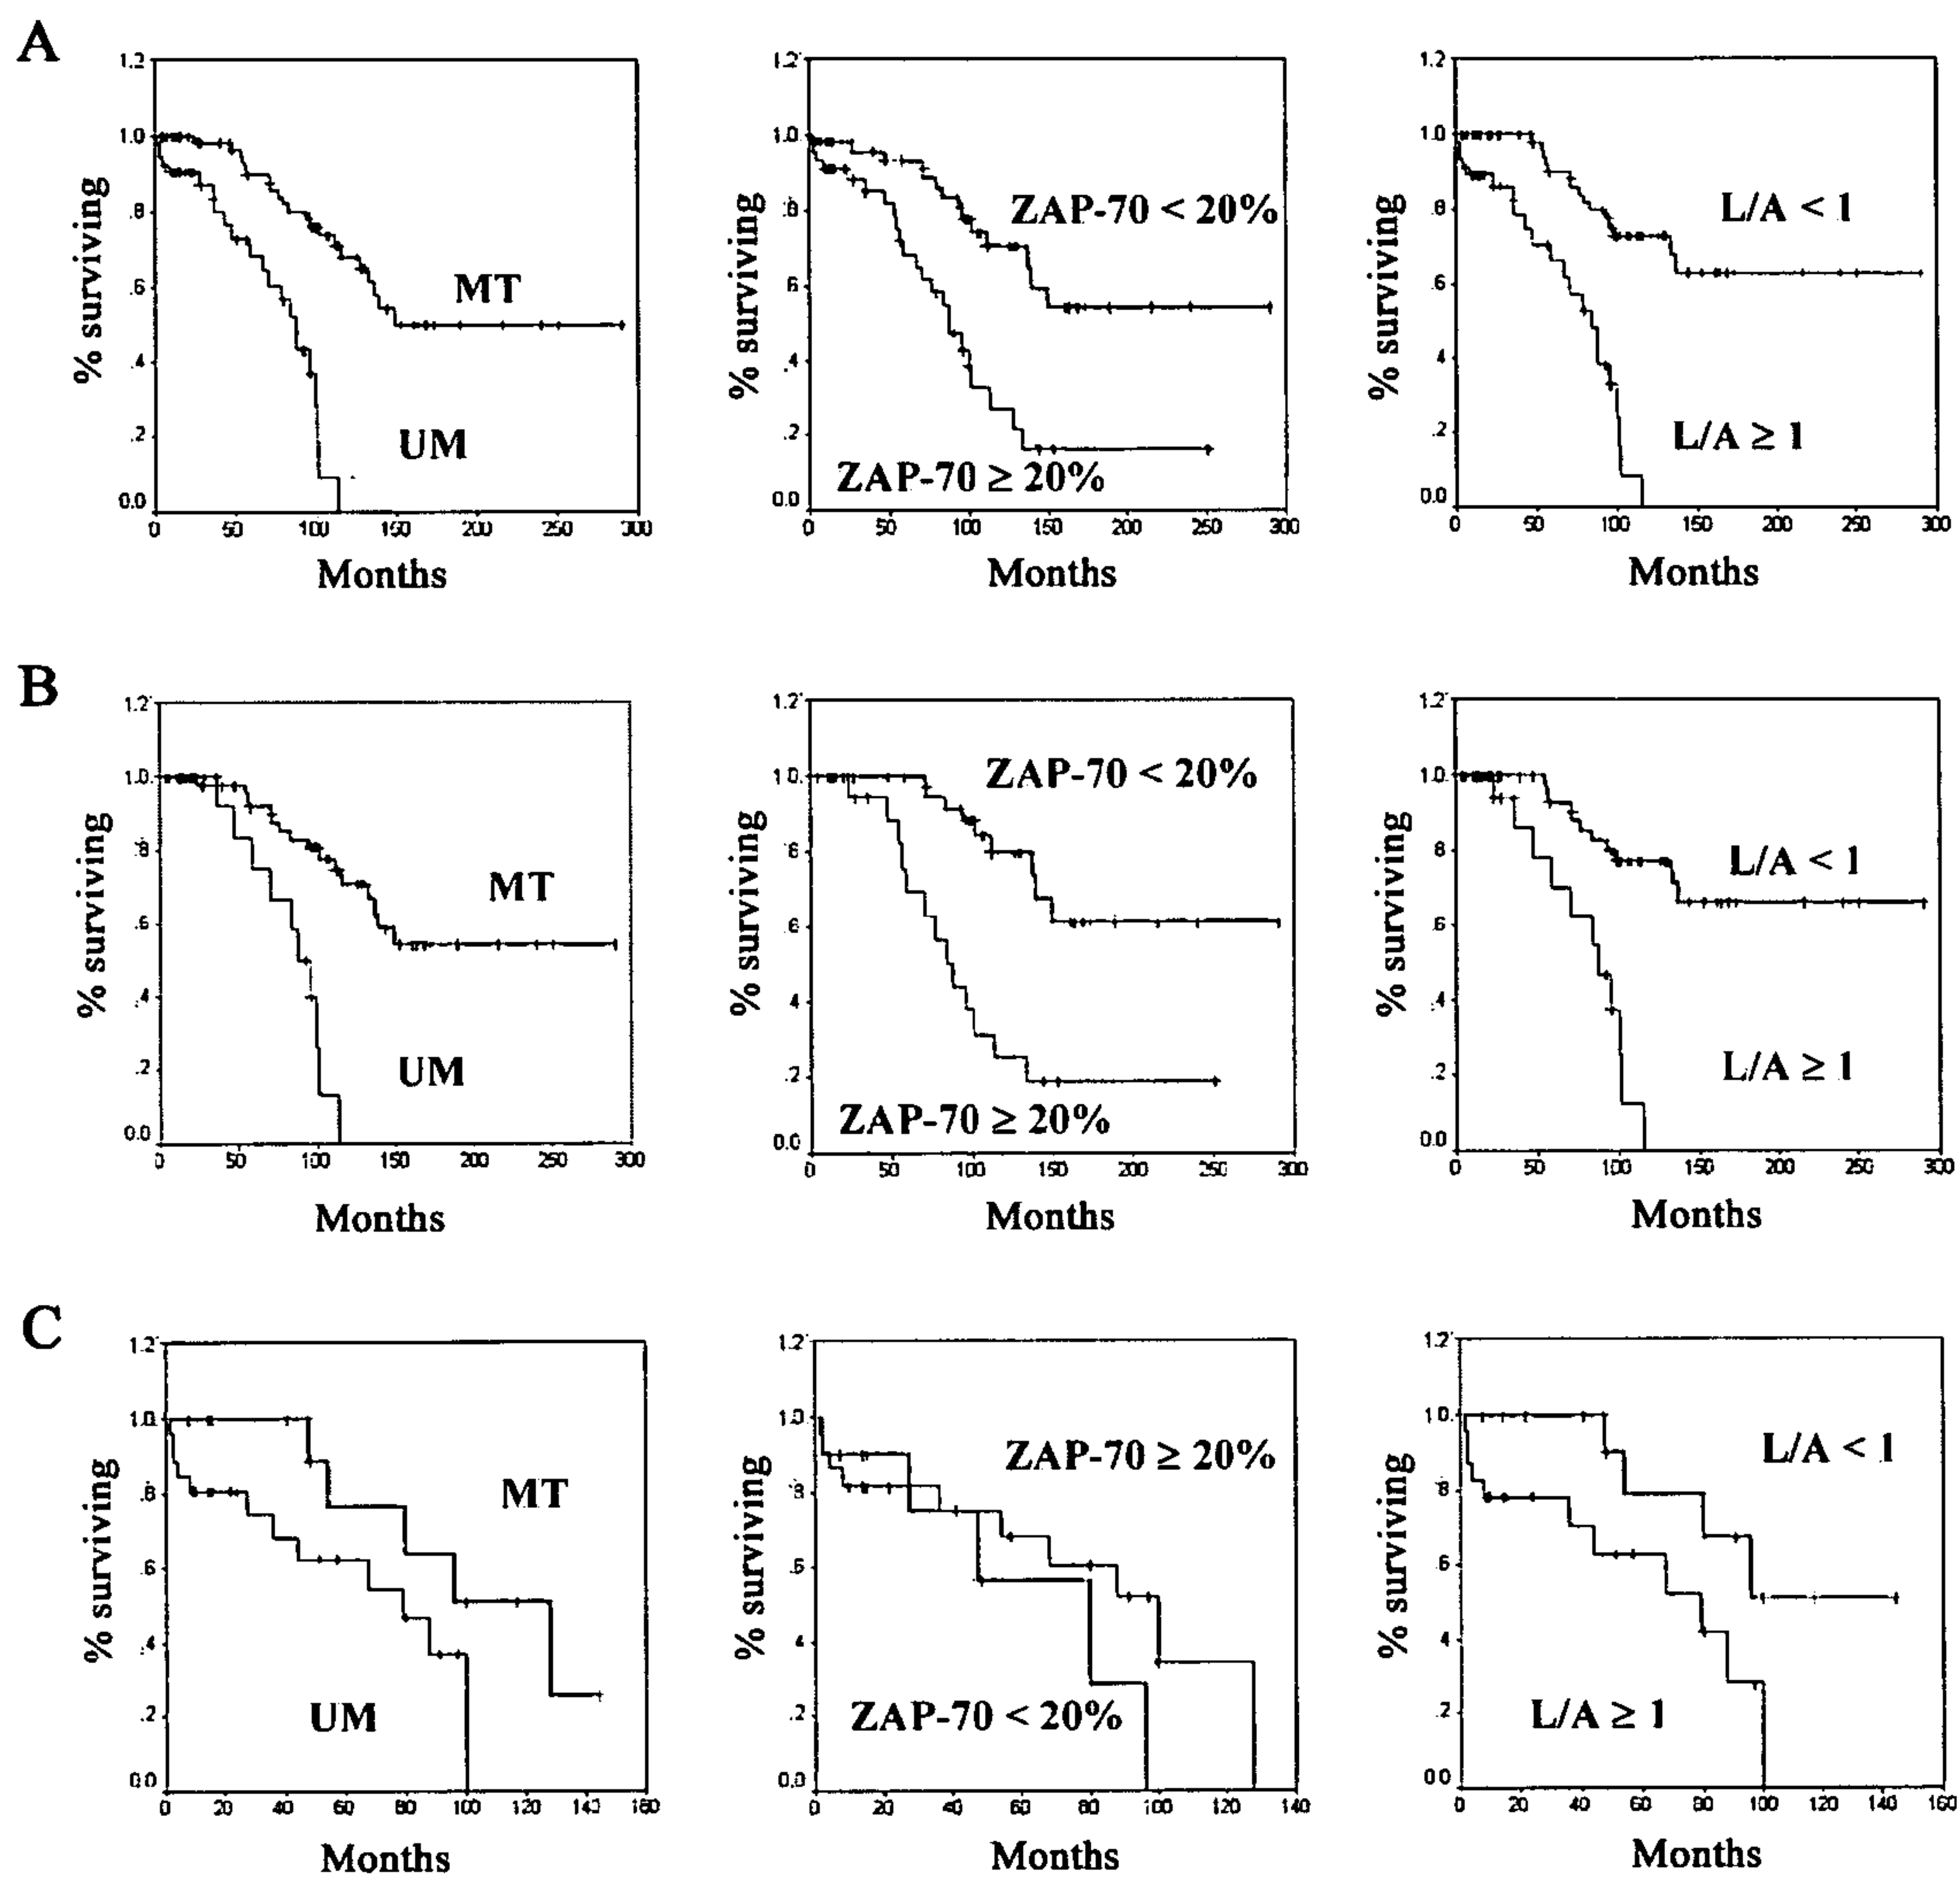 A
1.2 1.0 .8 .6 .4 .2 0.0
% surviving
MT
UM
0 50 100 150 200 250 300
Months
1.2 1.0 .8 .6 .4 .2 0.0
% surviving
ZAP-70 < 20%
ZAP-70 ≥ 20%
0 50 100 150 200 250 300
Months
1.2 1.0 .8 .6 .4 .2 0.0
% surviving
L/A < 1
L/A ≥ 1
0 50 100 150 200 250 300
Months
B
1.2 1.0 .8 .6 .4 .2 0.0
% surviving
MT
UM
0 50 100 150 200 250 300
Months
1.2 1.0 .8 .6 .4 .2 0.0
% surviving
ZAP-70 < 20%
ZAP-70 ≥ 20%
0 50 100 150 200 250 300
Months
1.2 1.0 .8 .6 .4 .2 0.0
% surviving
L/A < 1
L/A ≥ 1
0 50 100 150 200 250 300
Months
C
1.2 1.0 .8 .6 .4 .2 0.0
% surviving
MT
UM
0 20 40 60 80 100 120 140 160
Months
1.2 1.0 .8 .6 .4 .2 0.0
% surviving
ZAP-70 ≥ 20%
ZAP-70 < 20%
0 20 40 60 80 100 120 140
Months
1.2 1.0 .8 .6 .4 .2 0.0
% surviving
L/A < 1
L/A ≥ 1
0 20 40 60 80 100 120 140 160
Months